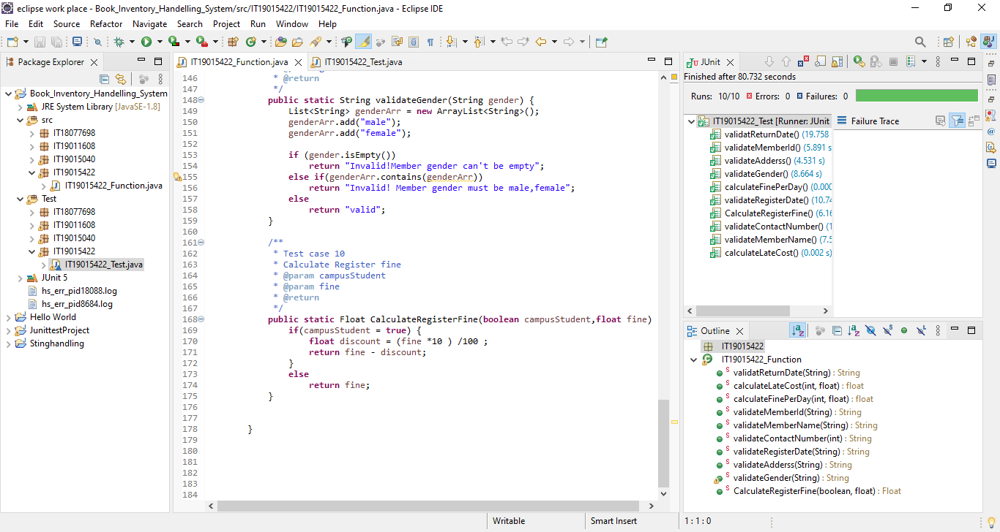 eclipse work place - Book_Inventory_Handelling_System/src/IT19015422/IT19015422_Function.java - Eclipse IDE
File Edit Source Refactor Navigate Search Project Run Window Help
Package Explorer
Book_Inventory_Handelling_System
JRE System Library [JavaSE-1.8]
src
IT18077698
IT19011608
IT19015040
IT19015422
IT19015422_Function.java
Test
IT18077698
IT19011608
IT19015040
IT19015422
IT19015422_Test.java
JUnit 5
hs_err_pid18088.log
hs_err_pid8684.log
Hello World
JunittestProject
Stinghandling
IT19015422_Function.java IT19015422_Test.java
146 * @return
147 */
148 public static String validateGender(String gender) {
149 List<String> genderArr = new ArrayList<String>();
150 genderArr.add("male");
151 genderArr.add("female");
152
153 if (gender.isEmpty())
154 return "Invalid!Member gender can't be empty";
155 else if(genderArr.contains(genderArr))
156 return "Invalid! Member gender must be male,female";
157 else
158 return "valid";
159 }
160
161 /**
162 * Test case 10
163 * Calculate Register fine
164 * @param campusStudent
165 * @param fine
166 * @return
167 */
168 public static Float CalculateRegisterFine(boolean campusStudent,float fine)
169 if(campusStudent = true) {
170 float discount = (fine *10 ) /100 ;
171 return fine - discount;
172 }
173 else
174 return fine;
175 }
176
177
178 }
179
180
181
182
183
184
JUnit
Finished after 80.732 seconds
Runs: 10/10 Errors: 0 Failures: 0
IT19015422_Test [Runner: JUnit
validatReturnDate() (19.758
validateMemberId() (5.891 s)
validateAdderss() (4.531 s)
validateGender() (8.664 s)
calculateFinePerDay() (0.000
validateRegisterDate() (10.74
CalculateRegisterFine() (6.16
validateContactNumber() (1
validateMemberName() (7.5
calculateLateCost() (0.002 s)
Failure Trace
Outline
IT19015422
IT19015422_Function
validatReturnDate(String) : String
calculateLateCost(int, float) : float
calculateFinePerDay(int, float) : float
validateMemberId(String) : String
validateMemberName(String) : String
validateContactNumber(int) : String
validateRegisterDate(String) : String
validateAdderss(String) : String
validateGender(String) : String
CalculateRegisterFine(boolean, float) : Float
Writable Smart Insert 1 : 1 : 0